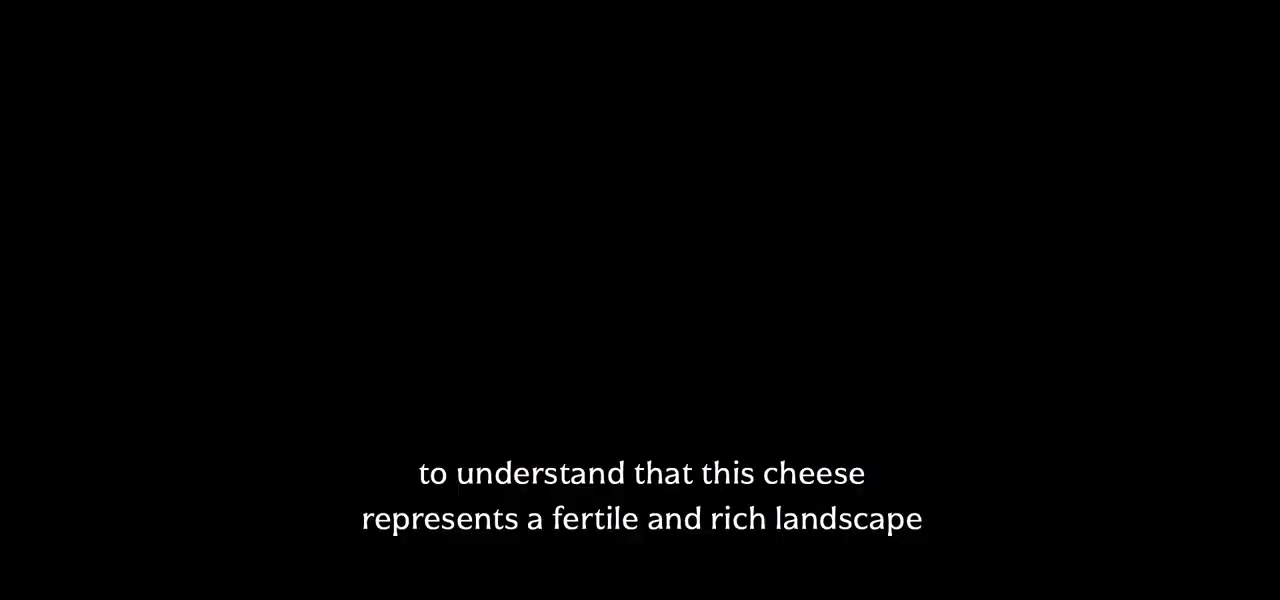 to understand that this cheese
represents a fertile and rich landscape